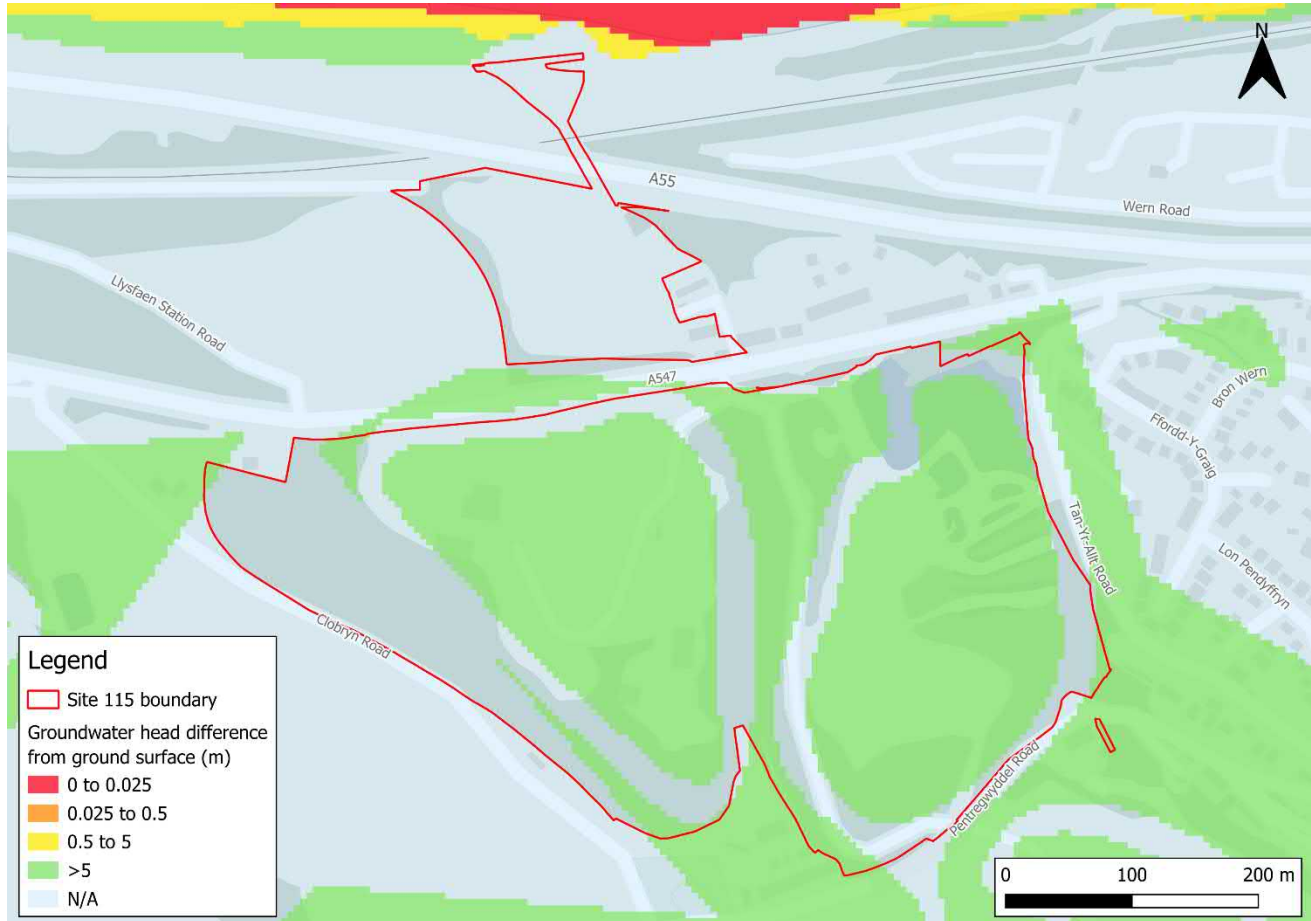 N
A55
Wern Road
Llysfaen Station Road
A547
Bron Wern
Ffordd-Y-Graig
Tan-Yr-Allt Road
Lon Pendyffryn
Clobryn Road
Pentregwyddel Road
Legend
Site 115 boundary
Groundwater head difference
from ground surface (m)
0 to 0.025
0.025 to 0.5
0.5 to 5
>5
N/A
0 100 200 m